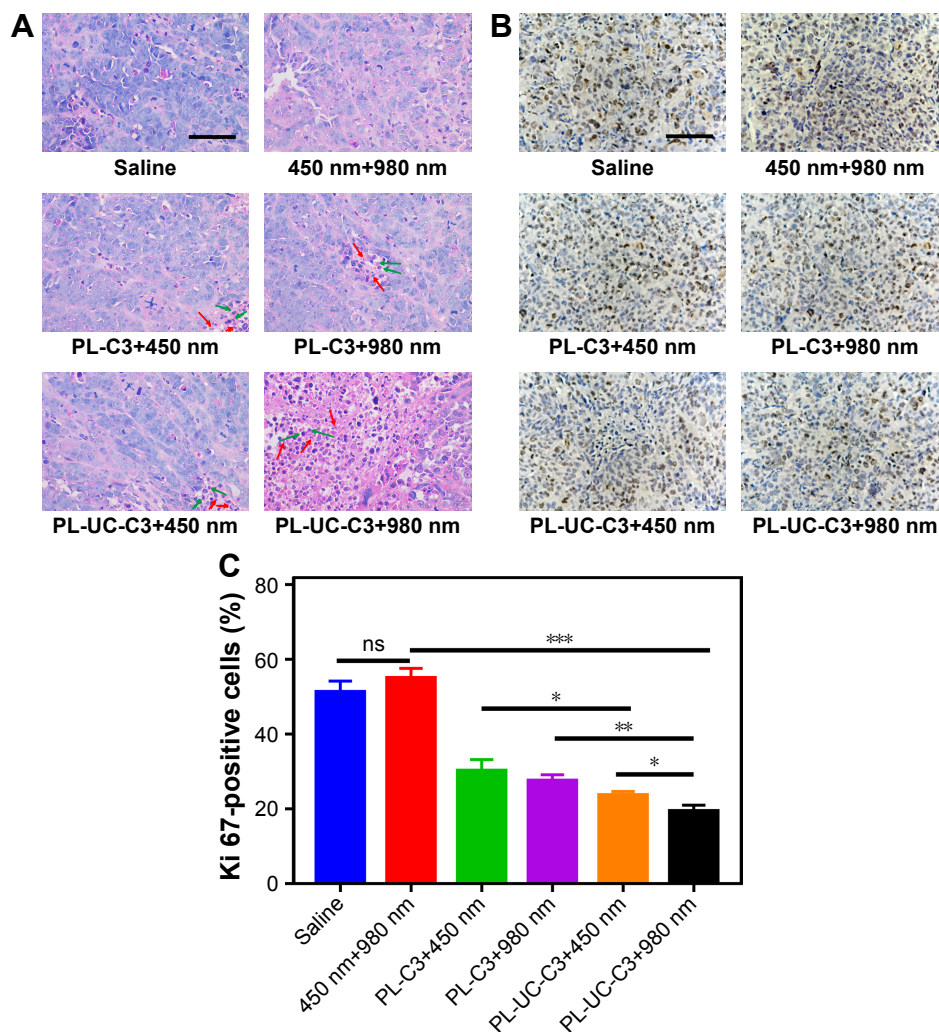 A
B
Saline
450 nm+980 nm
Saline
450 nm+980 nm
PL-C3+450 nm
PL-C3+980 nm
PL-C3+450 nm
PL-C3+980 nm
PL-UC-C3+450 nm
PL-UC-C3+980 nm
PL-UC-C3+450 nm
PL-UC-C3+980 nm
C
Ki 67-positive cells (%)
80
60
40
20
0
ns
***
*
**
*
Saline
450 nm+980 nm
PL-C3+450 nm
PL-C3+980 nm
PL-UC-C3+450 nm
PL-UC-C3+980 nm